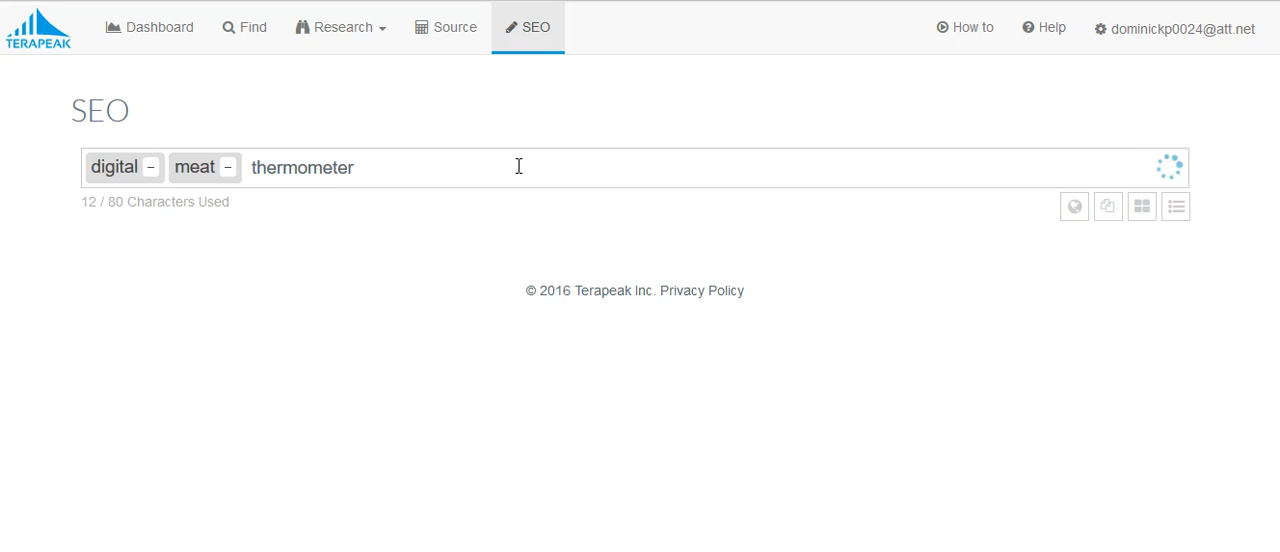 TERAPEAK Dashboard Find Research Source SEO How to Help dominickp0024@att.net
SEO
digital - meat - thermometer
12 / 80 Characters Used
© 2016 Terapeak Inc. Privacy Policy